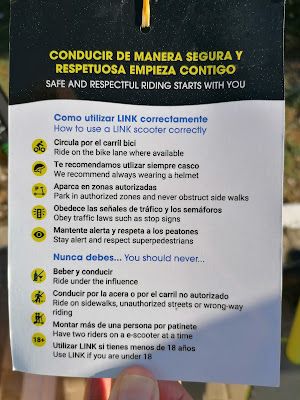 CONDUCIR DE MANERA SEGURA Y
RESPETUOSA EMPIEZA CONTIGO
SAFE AND RESPECTFUL RIDING STARTS WITH YOU
Como utilizar LINK correctamente
How to use a LINK scooter correctly
Circula por el carril bici
Ride on the bike lane where available
Te recomendamos utilizar siempre casco
We recommend always wearing a helmet
Aparca en zonas autorizadas
Park in authorized zones and never obstruct side walks
Obedece las señales de tráfico y los semáforos
Obey traffic laws such as stop signs
Mantente alerta y respeta a los peatones
Stay alert and respect superpedestrians
Nunca debes... You should never...
Beber y conducir
Ride under the influence
Conducir por la acera o por el carril no autorizado
Ride on sidewalks, unauthorized streets or wrong-way
riding
Montar más de una persona por patinete
Have two riders on a e-scooter at a time
18+
Utilizar LINK si tienes menos de 18 años
Use LINK if you are under 18